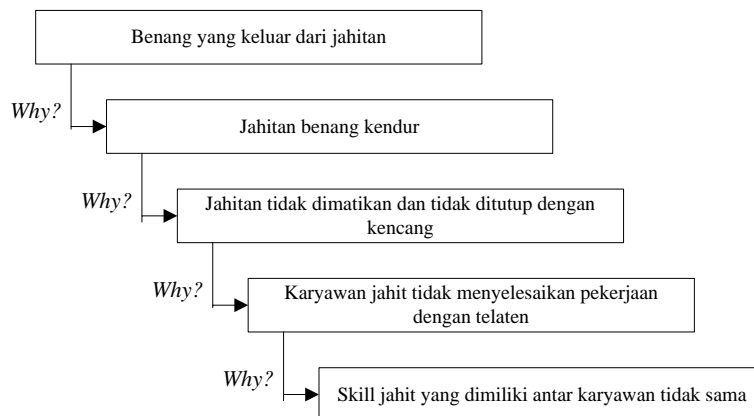 Benang yang keluar dari jahitan
Why?
Jahitan benang kendur
Why?
Jahitan tidak dimatikan dan tidak ditutup dengan
kencang
Why?
Karyawan jahit tidak menyelesaikan pekerjaan
dengan telaten
Why?
Skill jahit yang dimiliki antar karyawan tidak sama